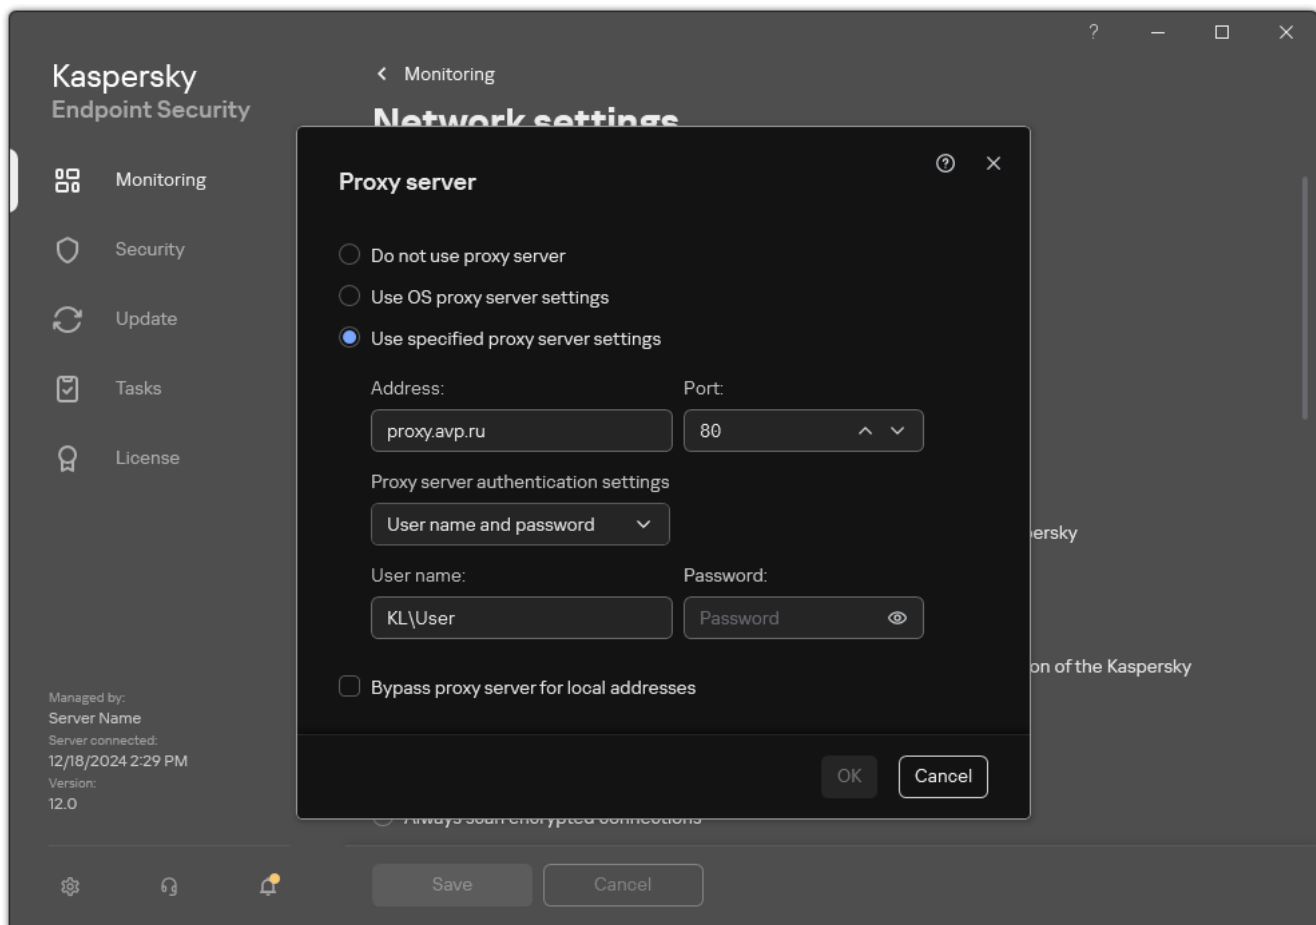 ?
Kaspersky
Endpoint Security
Monitoring
Security
Update
Tasks
License
Managed by:
Server Name
Server connected:
12/18/2024 2:29 PM
Version:
12.0
Monitoring
Network settings
Proxy server
Do not use proxy server
Use OS proxy server settings
Use specified proxy server settings
Address: Port:
proxy.avp.ru 80
Proxy server authentication settings
User name and password
User name: Password:
KL\User Password
Bypass proxy server for local addresses
OK Cancel
persky
on of the Kaspersky
Always scan encrypted connections
Save Cancel